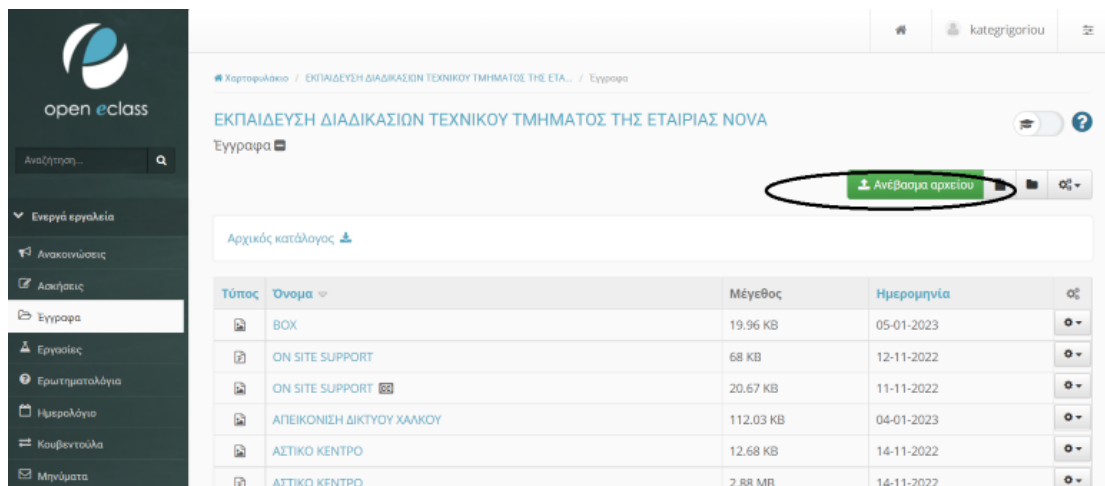 kategrigoriou
Χαρτοφυλάκιο / ΕΚΠΑΙΔΕΥΣΗ ΔΙΑΔΙΚΑΣΙΩΝ ΤΕΧΝΙΚΟΥ ΤΜΗΜΑΤΟΣ ΤΗΣ ΕΤΑ... / Έγγραφα
open eclass
ΕΚΠΑΙΔΕΥΣΗ ΔΙΑΔΙΚΑΣΙΩΝ ΤΕΧΝΙΚΟΥ ΤΜΗΜΑΤΟΣ ΤΗΣ ΕΤΑΙΡΙΑΣ NOVA
Έγγραφα
Αναζήτηση...
Ανέβασμα αρχείου
Ενεργά εργαλεία
Ανακοινώσεις
Ασκήσεις
Έγγραφα
Εργασίες
Ερωτηματολόγια
Ημερολόγιο
Κουβεντούλα
Μηνύματα
Αρχικός κατάλογος
Τύπος Όνομα Μέγεθος Ημερομηνία
BOX 19.96 KB 05-01-2023
ON SITE SUPPORT 68 KB 12-11-2022
ON SITE SUPPORT cc 20.67 KB 11-11-2022
ΑΠΕΙΚΟΝΙΣΗ ΔΙΚΤΥΟΥ ΧΑΛΚΟΥ 112.03 KB 04-01-2023
ΑΣΤΙΚΟ ΚΕΝΤΡΟ 12.68 KB 14-11-2022
ΑΣΤΙΚΟ ΚΕΝΤΡΟ 2.88 MB 14-11-2022